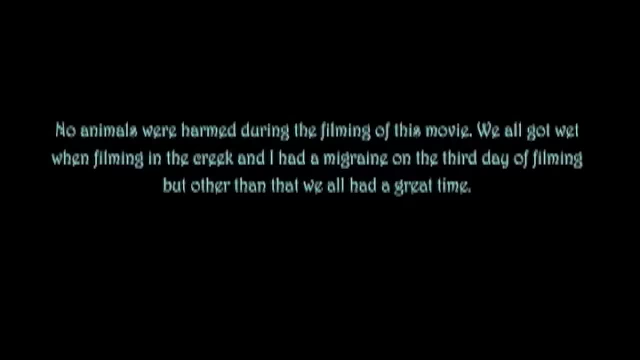 No animals were harmed during the filming of this movie. We all got wet
when filming in the creek and I had a migraine on the third day of filming
but other than that we all had a great time.